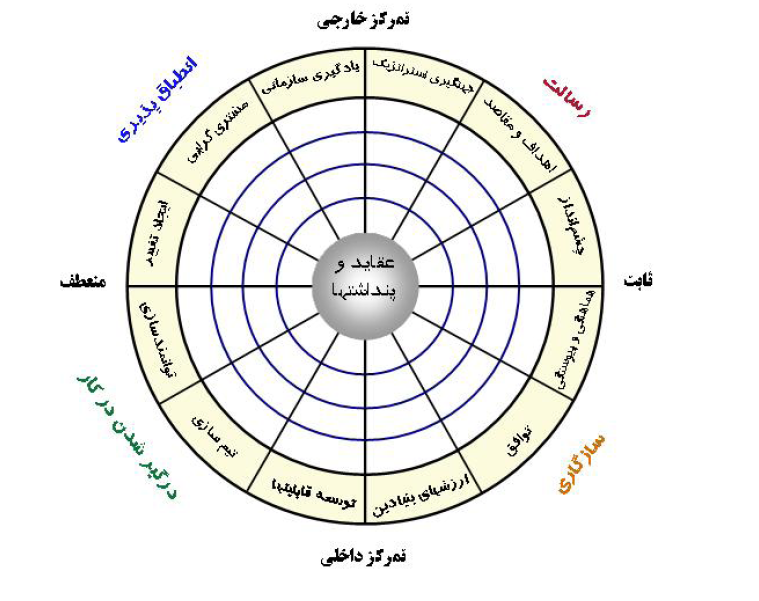 تمرکز خارجی
رسالت
انطباق پذیری
جهتگیری استراتژیک
یادگیری سازمانی
اهداف و مقاصد
مشتری گرایی
چشم‌انداز
ایجاد تغییر
عقاید و
پنداشتها
ثابت
منعطف
هماهنگی و پیوستگی
توانمندسازی
توافق
تیم سازی
ارزشهای بنیادین
توسعه قابلیتها
سازگاری
درگیر شدن در کار
تمرکز داخلی